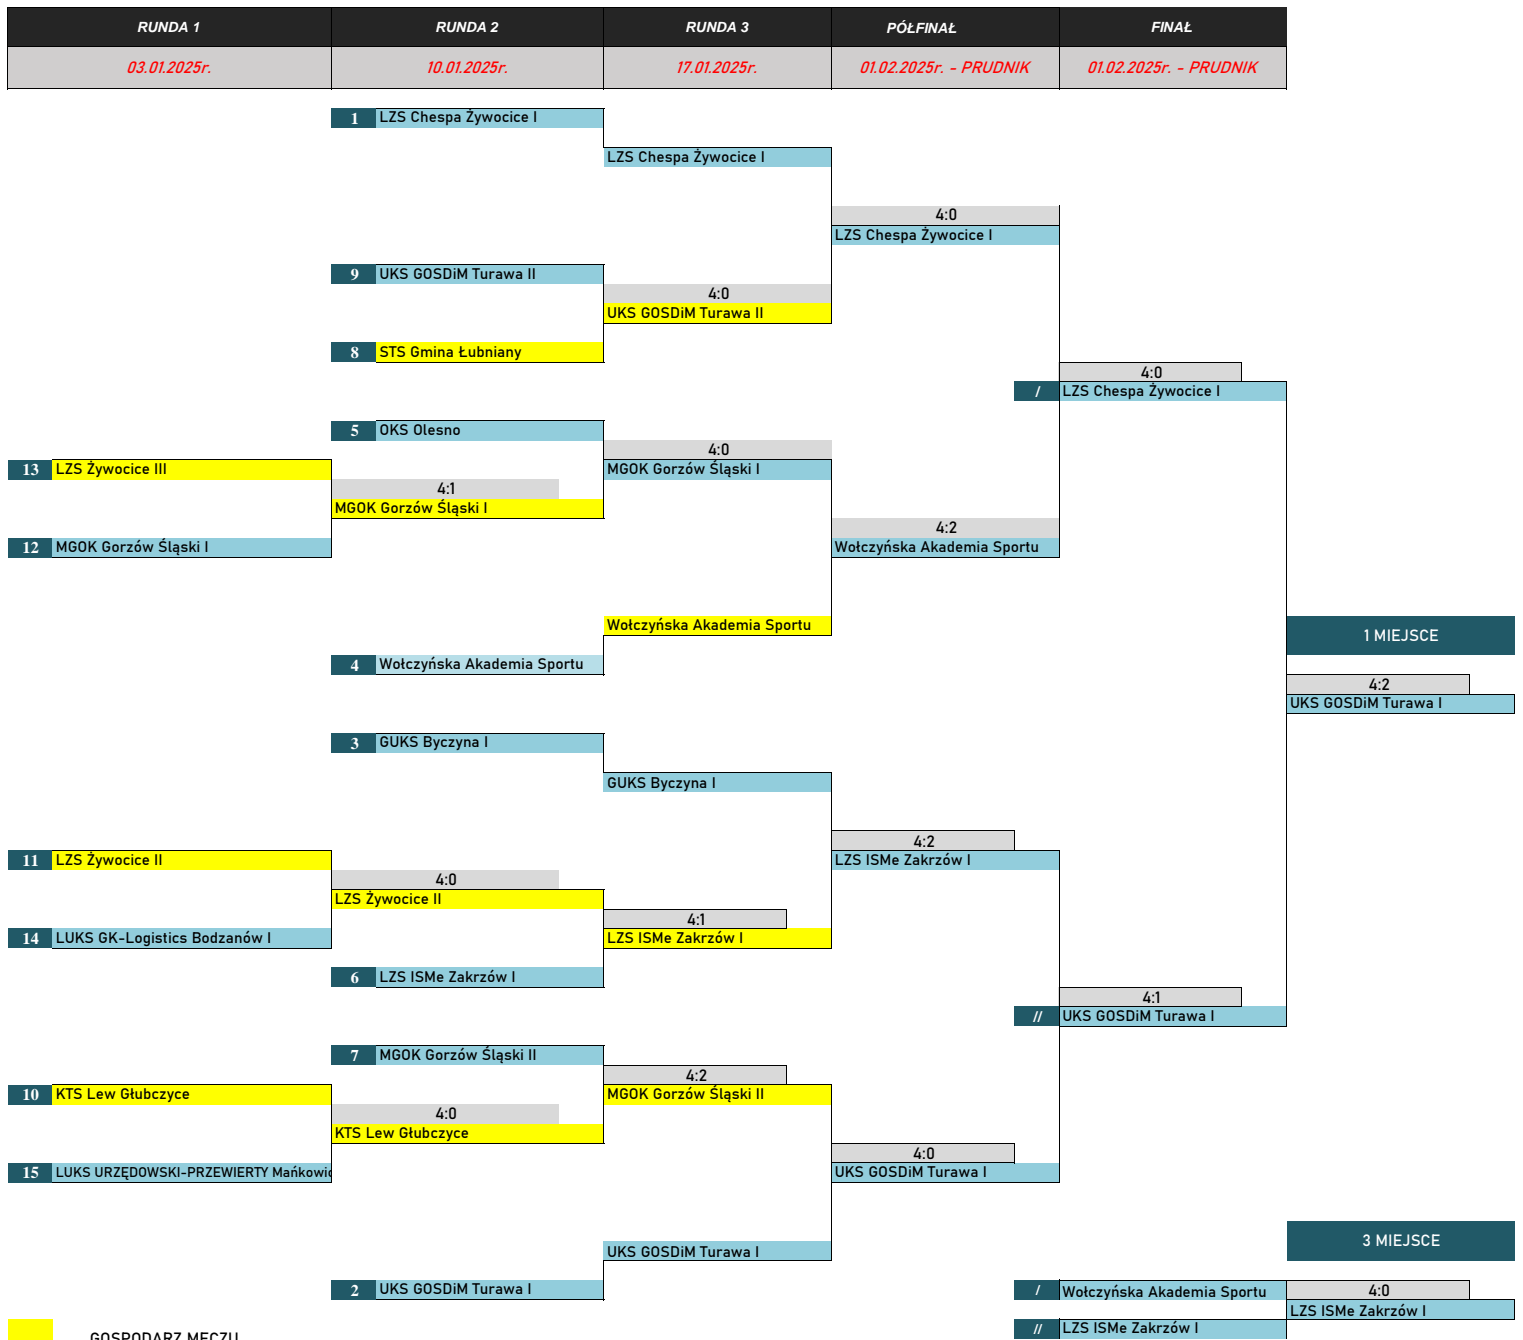 RUNDA 1 RUNDA 2 RUNDA 3 PÓŁFINAŁ FINAŁ
03.01.2025r. 10.01.2025r. 17.01.2025r. 01.02.2025r. - PRUDNIK 01.02.2025r. - PRUDNIK
1 LZS Chespa Żywocice I
LZS Chespa Żywocice I
4:0
LZS Chespa Żywocice I
9 UKS GOSDiM Turawa II
4:0
UKS GOSDiM Turawa II
8 STS Gmina Łubniany
4:0
/ LZS Chespa Żywocice I
5 OKS Olesno
4:0
13 LZS Żywocice III MGOK Gorzów Śląski I
4:1
MGOK Gorzów Śląski I
4:2
12 MGOK Gorzów Śląski I Wołczyńska Akademia Sportu
Wołczyńska Akademia Sportu
1 MIEJSCE
4 Wołczyńska Akademia Sportu
4:2
UKS GOSDiM Turawa I
3 GUKS Byczyna I
GUKS Byczyna I
4:2
11 LZS Żywocice II LZS ISMe Zakrzów I
4:0
LZS Żywocice II
4:1
14 LUKS GK-Logistics Bodzanów I LZS ISMe Zakrzów I
6 LZS ISMe Zakrzów I
4:1
// UKS GOSDiM Turawa I
7 MGOK Gorzów Śląski II
4:2
10 KTS Lew Głubczyce MGOK Gorzów Śląski II
4:0
KTS Lew Głubczyce
4:0
15 LUKS URZĘDOWSKI-PRZEWIERTY Mańkowic UKS GOSDiM Turawa I
3 MIEJSCE
UKS GOSDiM Turawa I
2 UKS GOSDiM Turawa I / Wołczyńska Akademia Sportu 4:0
LZS ISMe Zakrzów I
// LZS ISMe Zakrzów I
GOSPODARZ MECZU